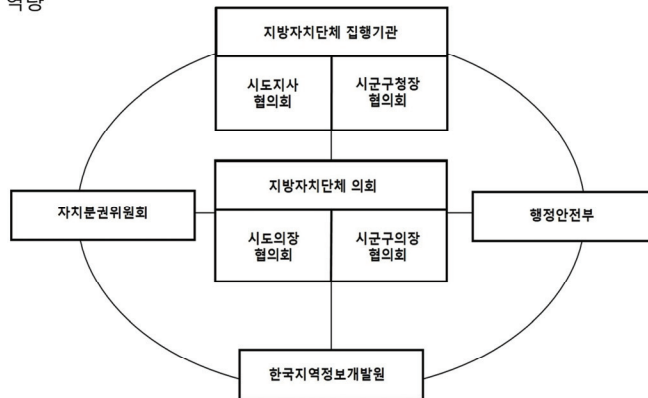 역량
지방자치단체 집행기관
시도지사
협의회
시군구청장
협의회
지방자치단체 의회
자치분권위원회
행정안전부
시도의장
협의회
시군구의장
협의회
한국지역정보개발원